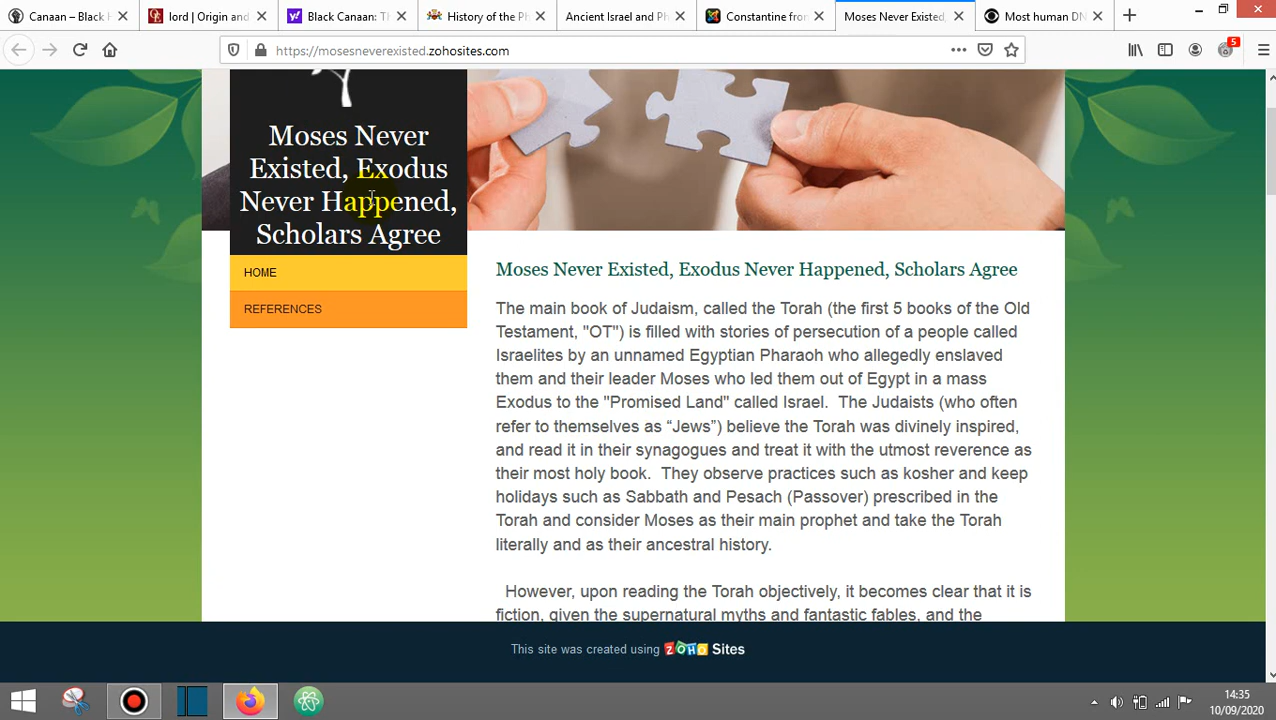 Canaan – Black H
lord | Origin and
Black Canaan: Th
History of the Ph
Ancient Israel and Ph
Constantine fron
Moses Never Existed,
Most human DN
https://mosesneverexisted.zohosites.com
5
Moses Never
Existed, Exodus
Never Happened,
Scholars Agree
HOME
REFERENCES
Moses Never Existed, Exodus Never Happened, Scholars Agree
The main book of Judaism, called the Torah (the first 5 books of the Old
Testament, "OT") is filled with stories of persecution of a people called
Israelites by an unnamed Egyptian Pharaoh who allegedly enslaved
them and their leader Moses who led them out of Egypt in a mass
Exodus to the "Promised Land" called Israel.  The Judaists (who often
refer to themselves as “Jews”) believe the Torah was divinely inspired,
and read it in their synagogues and treat it with the utmost reverence as
their most holy book.  They observe practices such as kosher and keep
holidays such as Sabbath and Pesach (Passover) prescribed in the
Torah and consider Moses as their main prophet and take the Torah
literally and as their ancestral history.
However, upon reading the Torah objectively, it becomes clear that it is
fiction, given the supernatural myths and fantastic fables, and the
This site was created using ZOHO Sites
14:35
10/09/2020